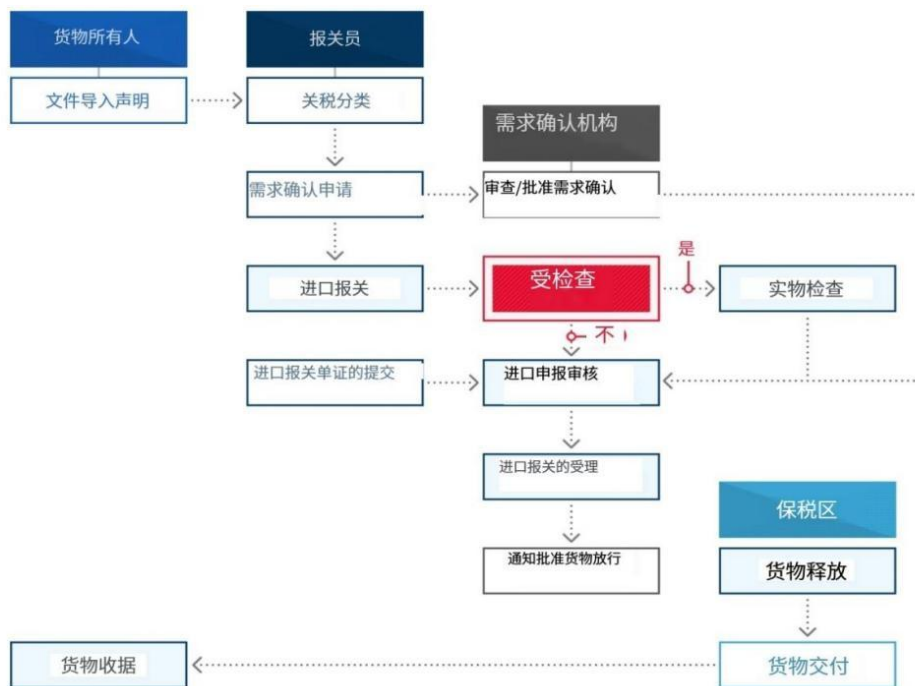 货物所有人
报关员
文件导入声明
关税分类
需求确认机构
需求确认申请
审查/批准需求确认
是
进口报关
受检查
实物检查
不
进口报关单证的提交
进口申报审核
进口报关的受理
保税区
通知批准货物放行
货物释放
货物收据
货物交付